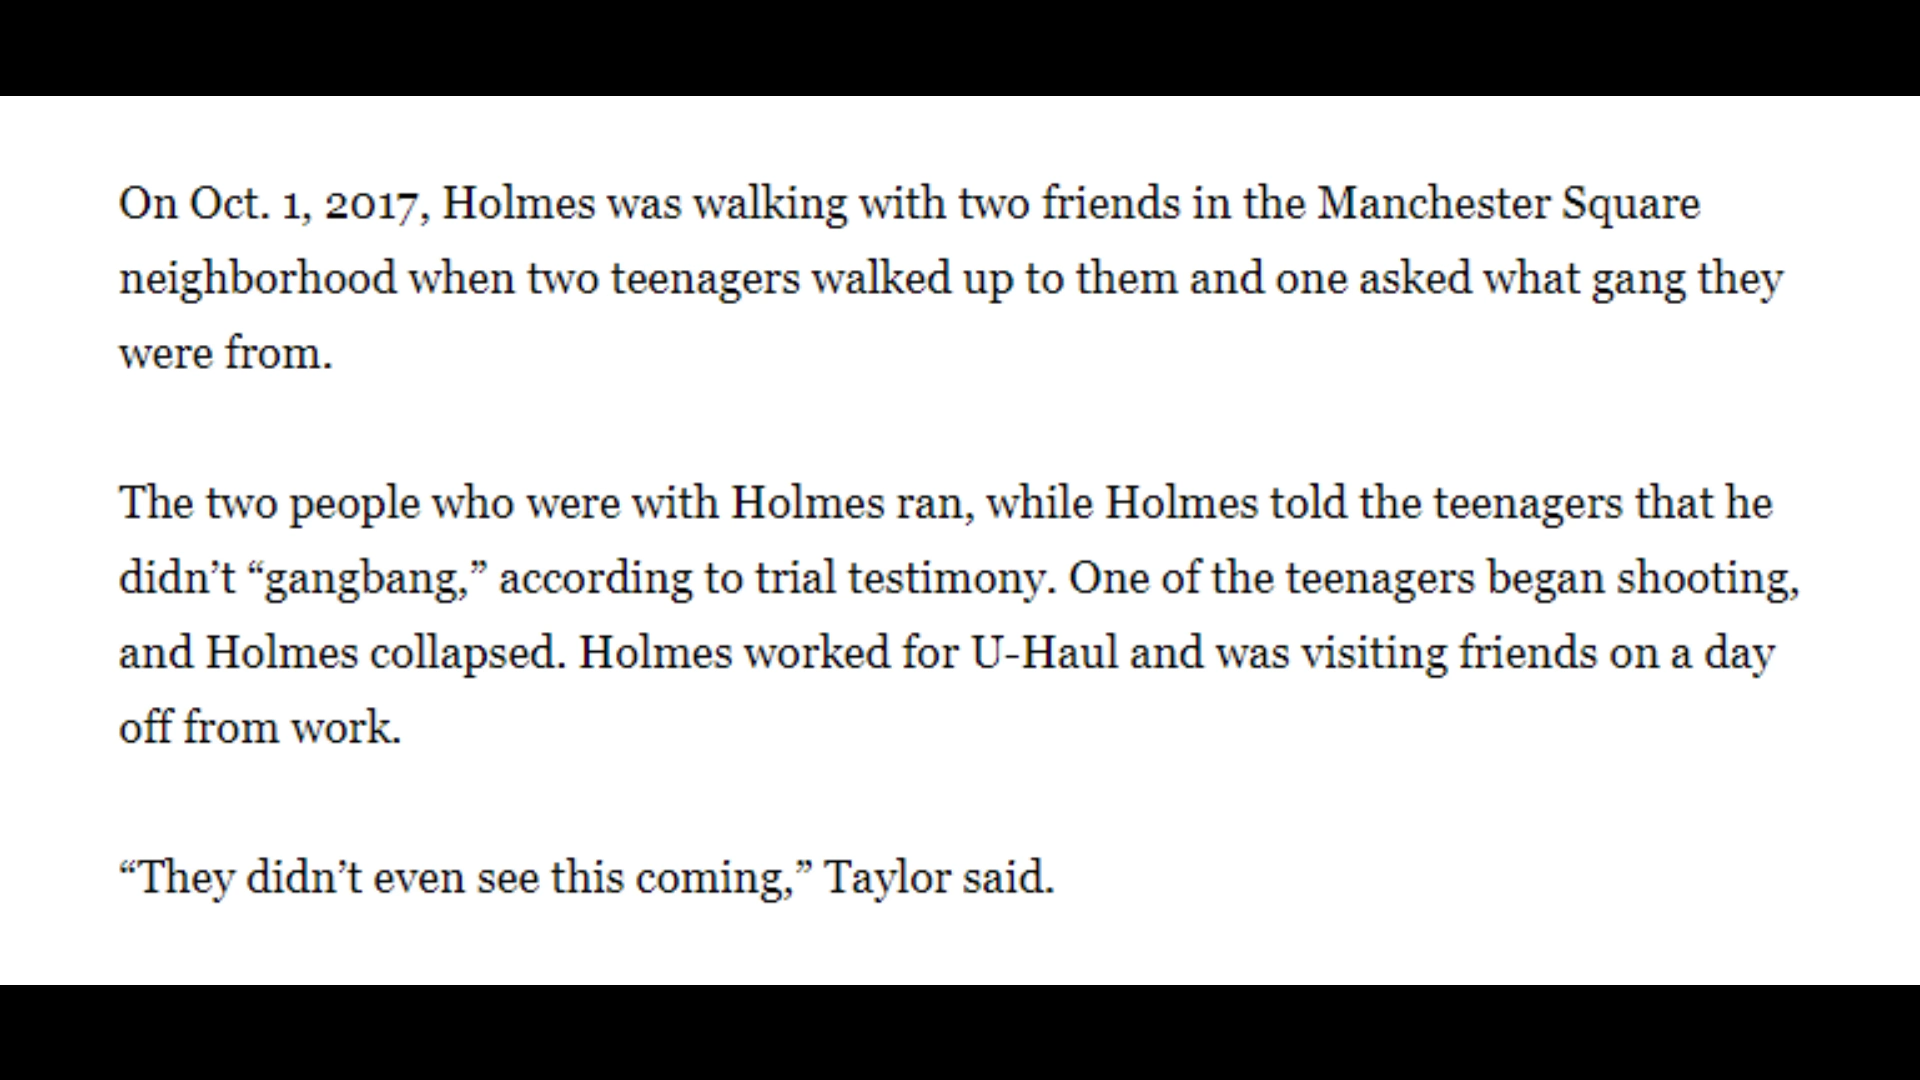 On Oct. 1, 2017, Holmes was walking with two friends in the Manchester Square
neighborhood when two teenagers walked up to them and one asked what gang they
were from.
The two people who were with Holmes ran, while Holmes told the teenagers that he
didn’t “gangbang,” according to trial testimony. One of the teenagers began shooting,
and Holmes collapsed. Holmes worked for U-Haul and was visiting friends on a day
off from work.
“They didn’t even see this coming,” Taylor said.